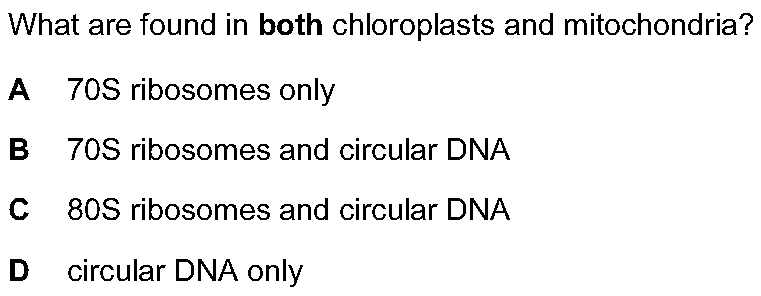 What are found in both chloroplasts and mitochondria?
A 70S ribosomes only
B 70S ribosomes and circular DNA
C 80S ribosomes and circular DNA
D circular DNA only